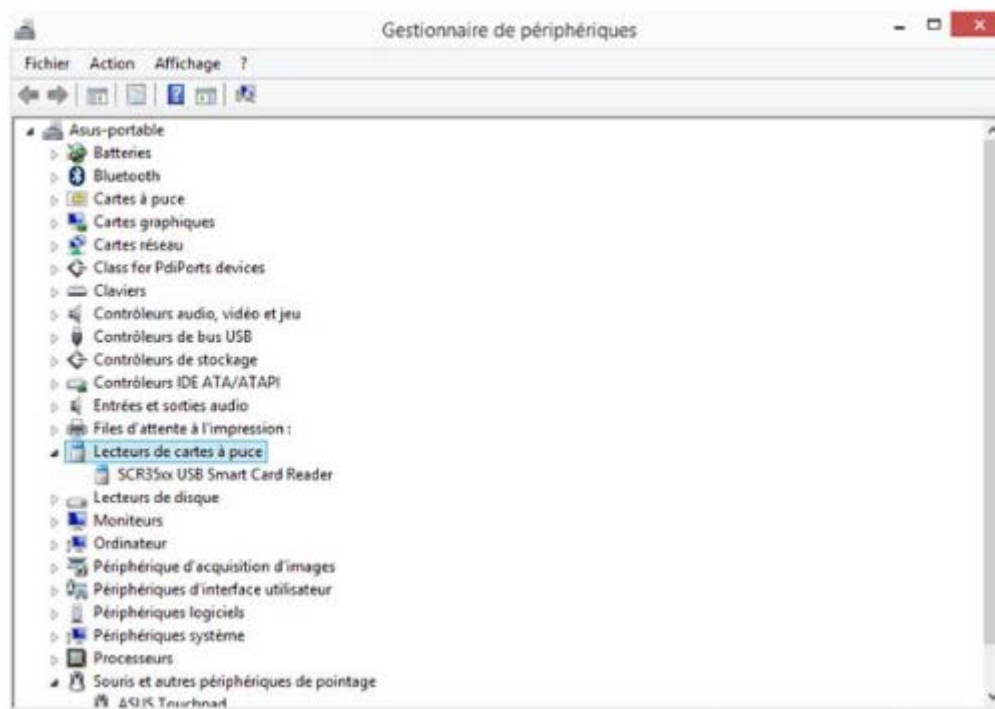 Gestionnaire de périphériques
Fichier Action Affichage ?
Asus-portable
Batteries
Bluetooth
Cartes à puce
Cartes graphiques
Cartes réseau
Class for PdiPorts devices
Claviers
Contrôleurs audio, vidéo et jeu
Contrôleurs de bus USB
Contrôleurs de stockage
Contrôleurs IDE ATA/ATAPI
Entrées et sorties audio
Files d'attente à l'impression :
Lecteurs de cartes à puce
SCR35xx USB Smart Card Reader
Lecteurs de disque
Moniteurs
Ordinateur
Périphérique d'acquisition d'images
Périphériques d'interface utilisateur
Périphériques logiciels
Périphériques système
Processeurs
Souris et autres périphériques de pointage
ASUS Touchpad